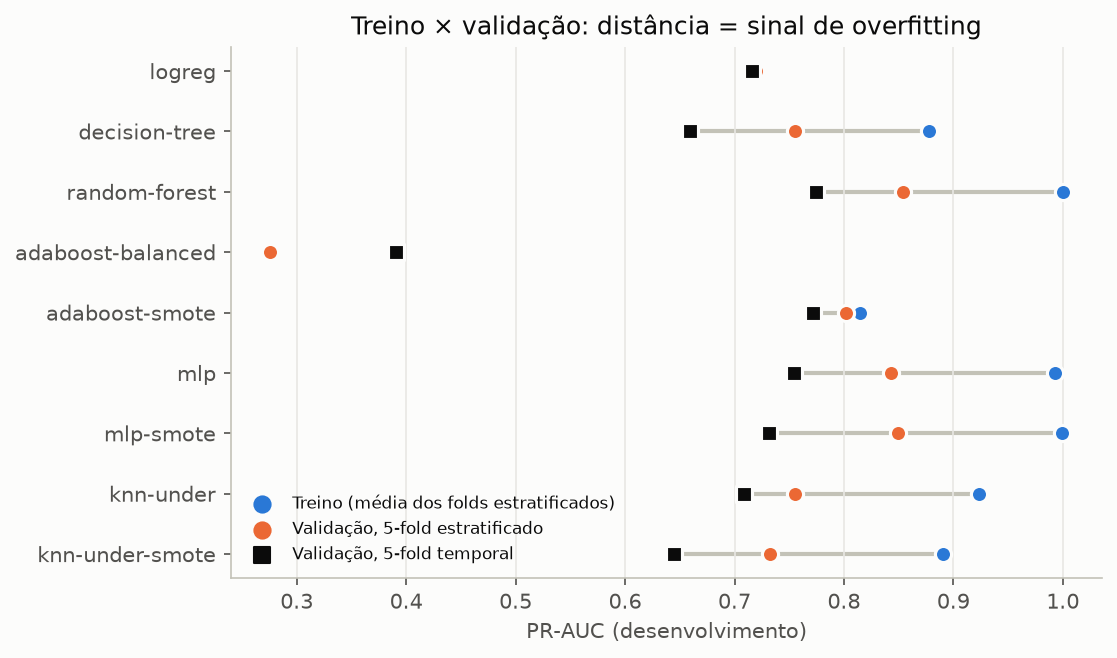 Treino × validação: distância = sinal de overfitting
logreg
decision-tree
random-forest
adaboost-balanced
adaboost-smote
mlp
mlp-smote
knn-under
knn-under-smote
Treino (média dos folds estratificados)
Validação, 5-fold estratificado
Validação, 5-fold temporal
0.3 0.4 0.5 0.6 0.7 0.8 0.9 1.0
PR-AUC (desenvolvimento)